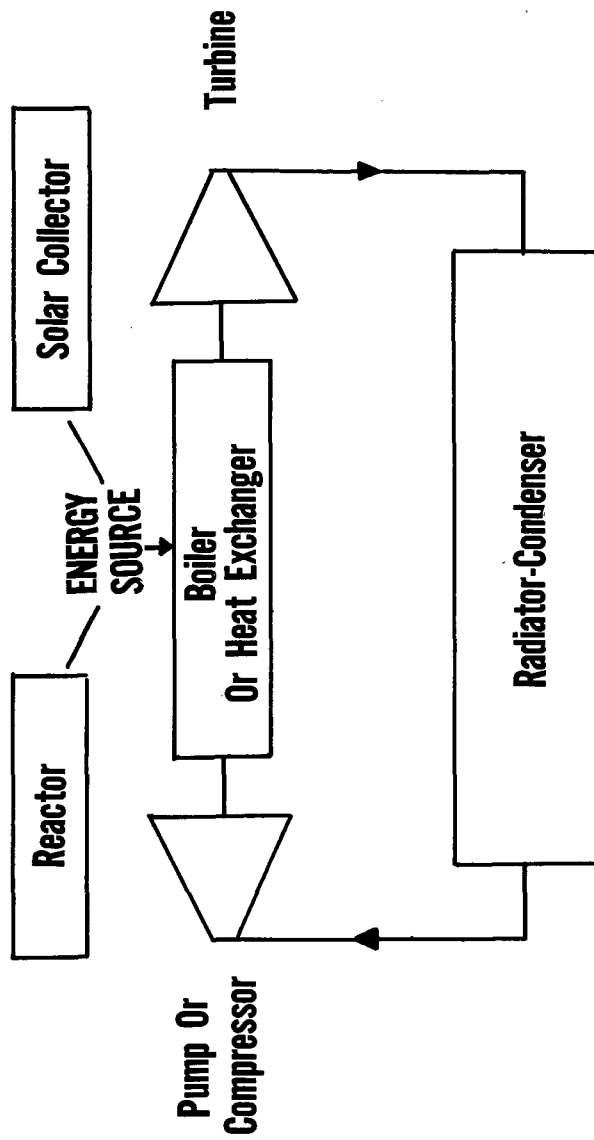 Reactor
Solar Collector
ENERGY
SOURCE
Pump Or
Compressor
Boiler
Or Heat Exchanger
Turbine
Radiator-Condenser